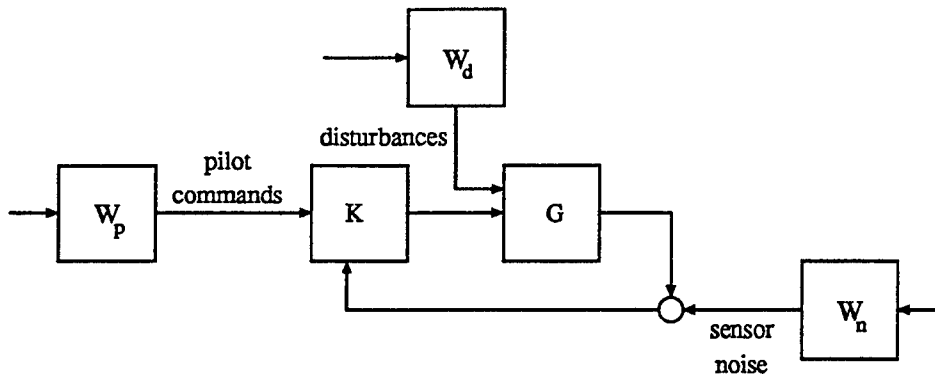 W_d
disturbances
pilot
commands
W_p
K
G
W_n
sensor
noise